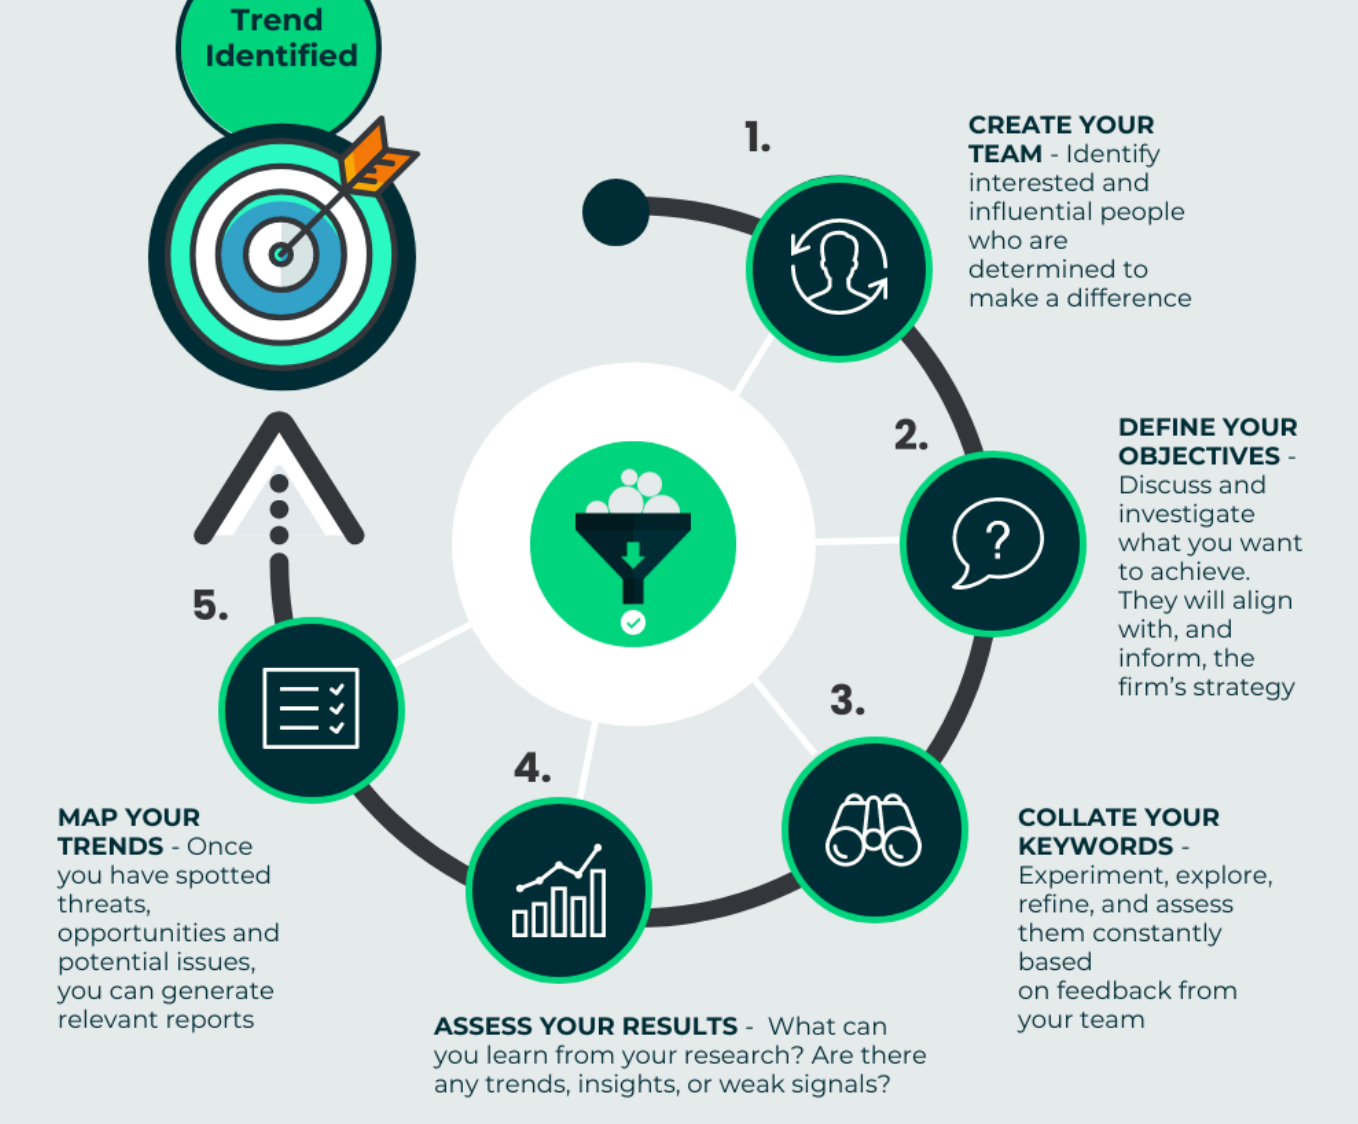 Trend
Identified
1.
CREATE YOUR
TEAM - Identify
interested and
influential people
who are
determined to
make a difference
2.
DEFINE YOUR
OBJECTIVES -
Discuss and
investigate
what you want
to achieve.
They will align
with, and
inform, the
firm's strategy
?
3.
COLLATE YOUR
KEYWORDS -
Experiment, explore,
refine, and assess
them constantly
based
on feedback from
your team
4.
ASSESS YOUR RESULTS -  What can
you learn from your research? Are there
any trends, insights, or weak signals?
5.
MAP YOUR
TRENDS - Once
you have spotted
threats,
opportunities and
potential issues,
you can generate
relevant reports